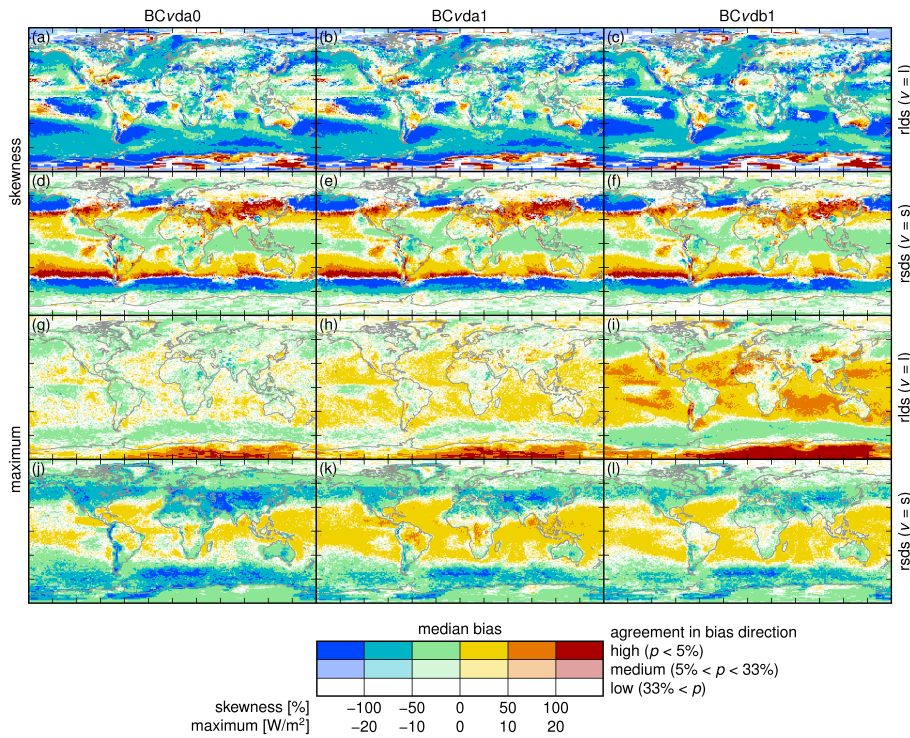 BCvda0 BCvda1 BCvdb1
(a) (b) (c) rlds (v = l)
skewness
(d) (e) (f) rsds (v = s)
(g) (h) (i) rlds (v = l)
maximum
(j) (k) (l) rsds (v = s)
median bias agreement in bias direction
high (p < 5%)
medium (5% < p < 33%)
low (33% < p)
skewness [%] −100 −50 0 50 100
maximum [W/m²] −20 −10 0 10 20